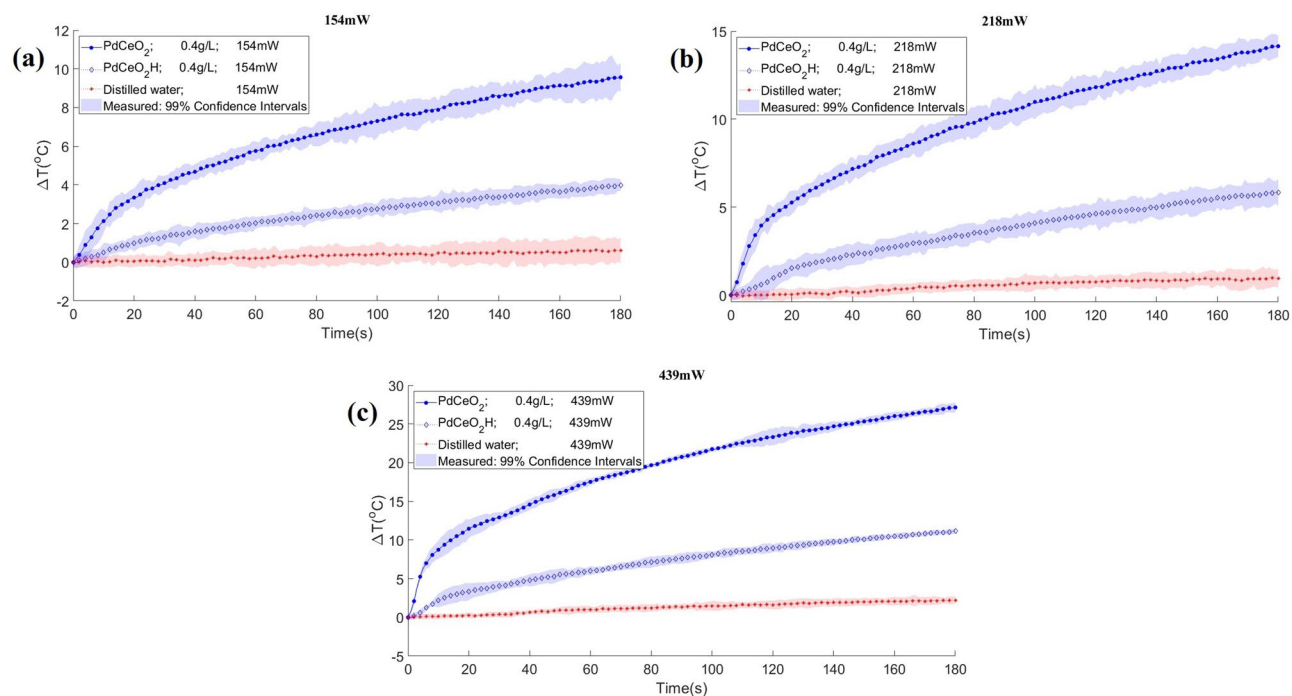 154mW
(a)
12
10
8
6
4
2
0
-2
ΔT(°C)
PdCeO₂; 0.4g/L; 154mW
PdCeO₂H; 0.4g/L; 154mW
Distilled water; 154mW
Measured: 99% Confidence Intervals
0 20 40 60 80 100 120 140 160 180
Time(s)
218mW
(b)
15
10
5
0
ΔT(°C)
PdCeO₂; 0.4g/L; 218mW
PdCeO₂H; 0.4g/L; 218mW
Distilled water; 218mW
Measured: 99% Confidence Intervals
0 20 40 60 80 100 120 140 160 180
Time(s)
439mW
(c)
30
25
20
15
10
5
0
-5
ΔT(°C)
PdCeO₂; 0.4g/L; 439mW
PdCeO₂H; 0.4g/L; 439mW
Distilled water; 439mW
Measured: 99% Confidence Intervals
0 20 40 60 80 100 120 140 160 180
Time(s)